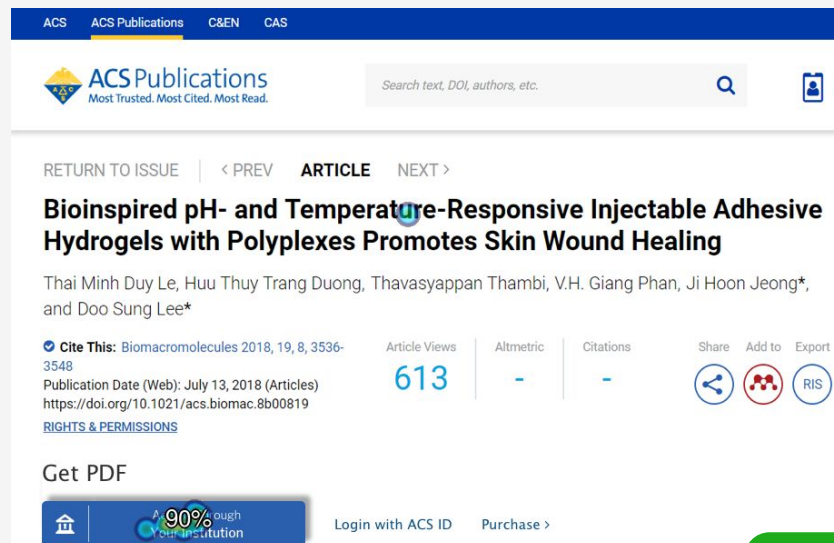 ACS ACS Publications C&EN CAS
ACS Publications
Most Trusted. Most Cited. Most Read.
Search text, DOI, authors, etc.
RETURN TO ISSUE < PREV ARTICLE NEXT >
Bioinspired pH- and Temperature-Responsive Injectable Adhesive
Hydrogels with Polyplexes Promotes Skin Wound Healing
Thai Minh Duy Le, Huu Thuy Trang Duong, Thavasyappan Thambi, V.H. Giang Phan, Ji Hoon Jeong*,
and Doo Sung Lee*
Cite This: Biomacromolecules 2018, 19, 8, 3536-
3548
Publication Date (Web): July 13, 2018 (Articles)
https://doi.org/10.1021/acs.biomac.8b00819
RIGHTS & PERMISSIONS
Article Views Altmetric Citations
613 - -
Share Add to Export
RIS
Get PDF
90% ough
Your Institution
Login with ACS ID Purchase >